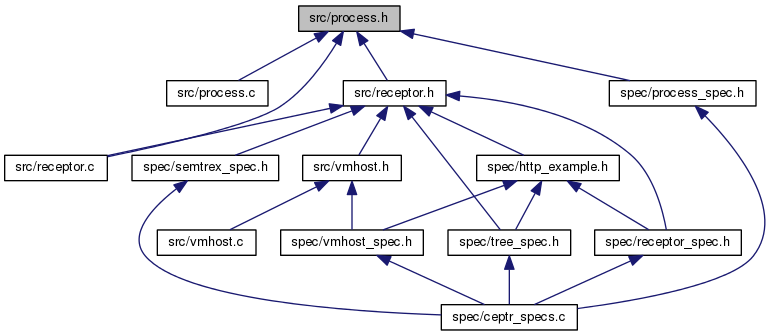 src/process.h
src/process.c
src/receptor.h
spec/process_spec.h
src/receptor.c
spec/semtrex_spec.h
src/vmhost.h
spec/http_example.h
src/vmhost.c
spec/vmhost_spec.h
spec/tree_spec.h
spec/receptor_spec.h
spec/ceptr_specs.c